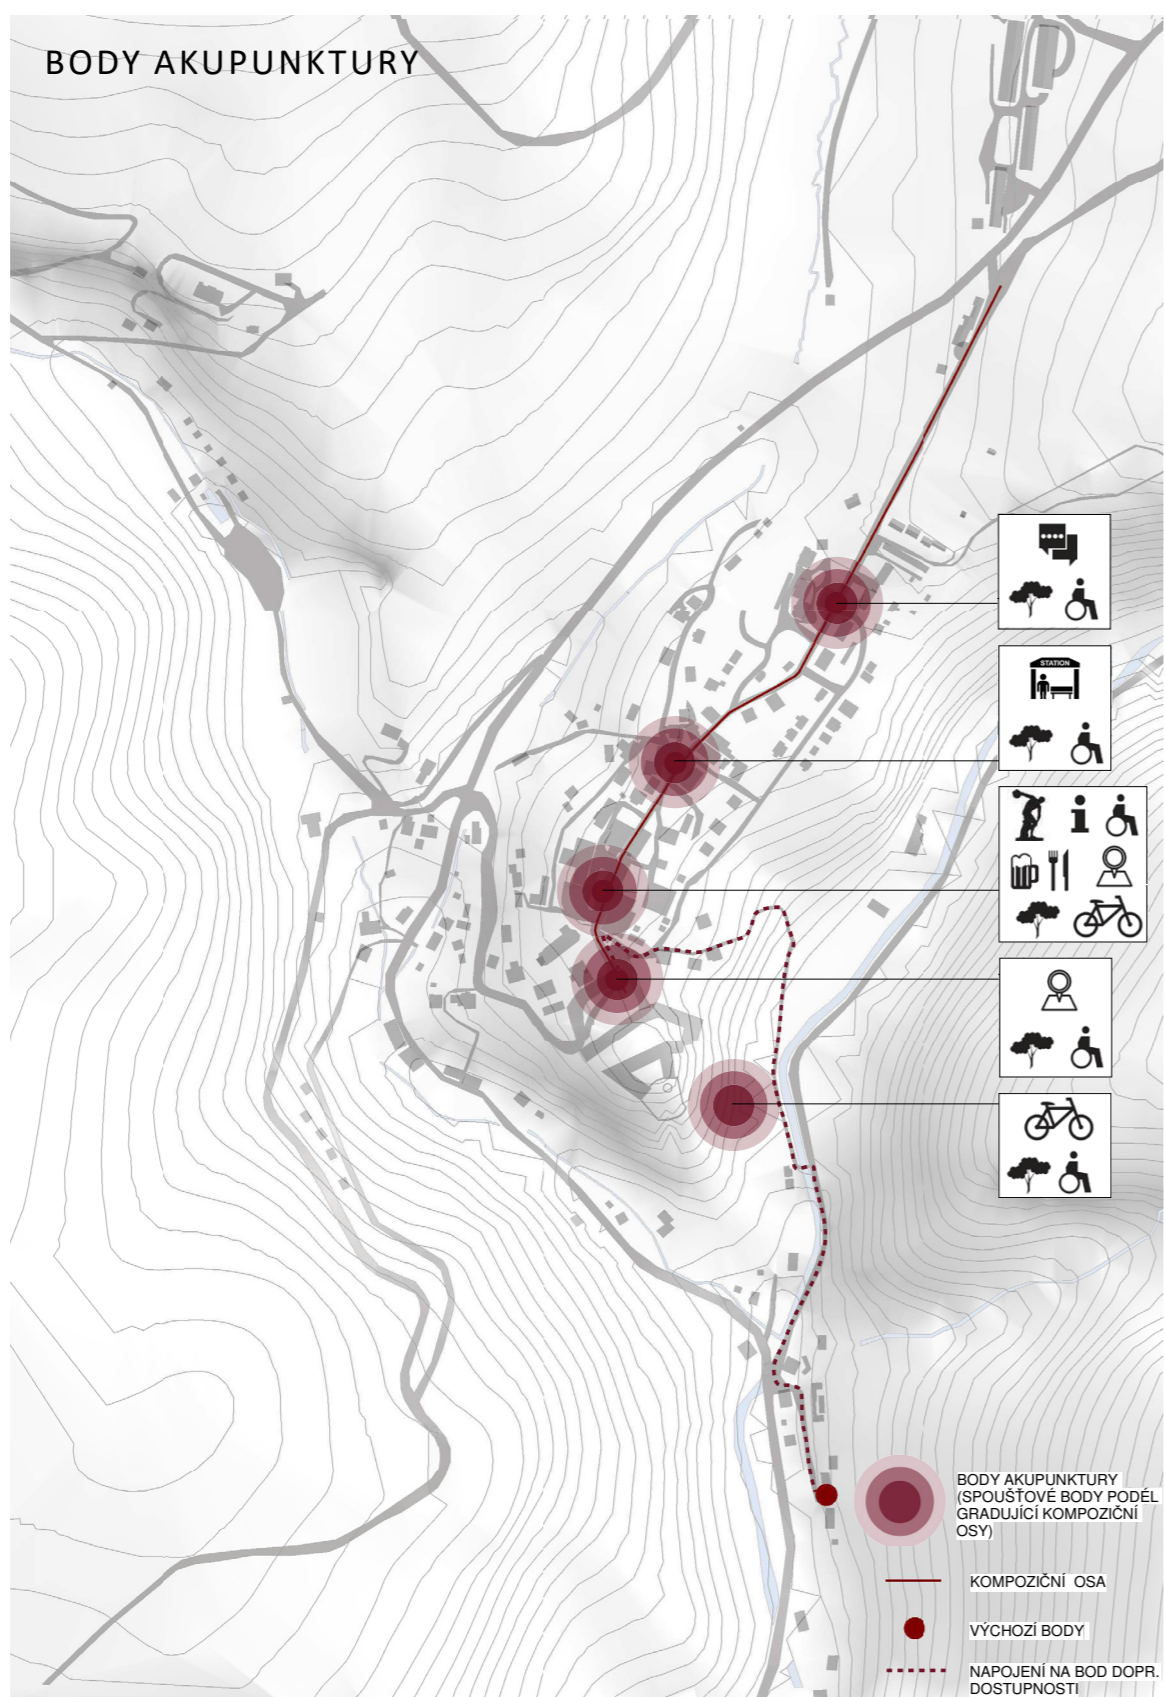 BODY AKUPUNKTURY
STATION
BODY AKUPUNKTURY
(SPOUŠŤOVÉ BODY PODÉL
GRADUJÍCÍ KOMPOZIČNÍ
OSY)
KOMPOZIČNÍ OSA
VÝCHOZÍ BODY
NAPOJENÍ NA BOD DOPR.
DOSTUPNOSTI